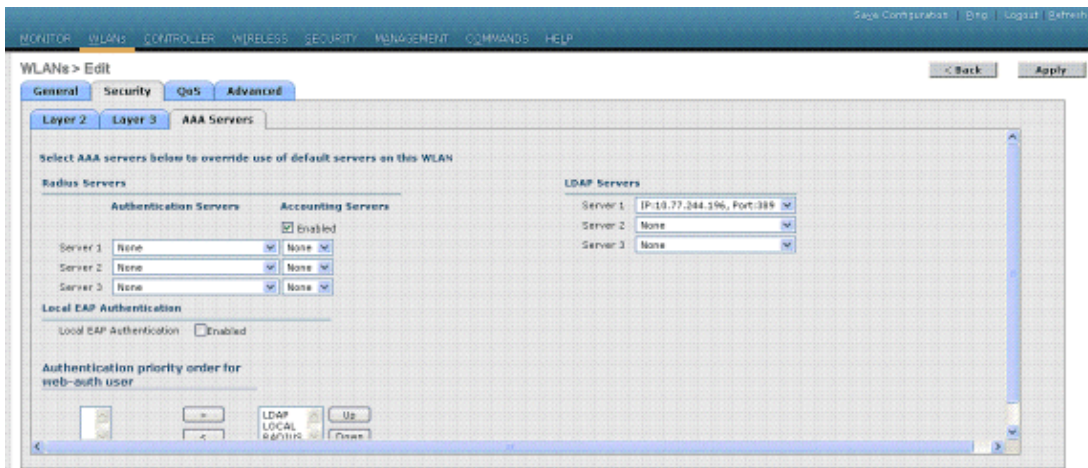 Save Configuration | Ping | Logout | Refresh
MONITOR WLANs CONTROLLER WIRELESS SECURITY MANAGEMENT COMMANDS HELP
WLANs > Edit
< Back
Apply
General Security QoS Advanced
Layer 2 Layer 3 AAA Servers
Select AAA servers below to override use of default servers on this WLAN
Radius Servers
LDAP Servers
Authentication Servers Accounting Servers
Enabled
Server 1 None None
Server 2 None None
Server 3 None None
Server 1 IP:10.77.244.196, Port:389
Server 2 None
Server 3 None
Local EAP Authentication
Local EAP Authentication Enabled
Authentication priority order for
web-auth user
>
<
LDAP
LOCAL
RADIUS
Up
Down